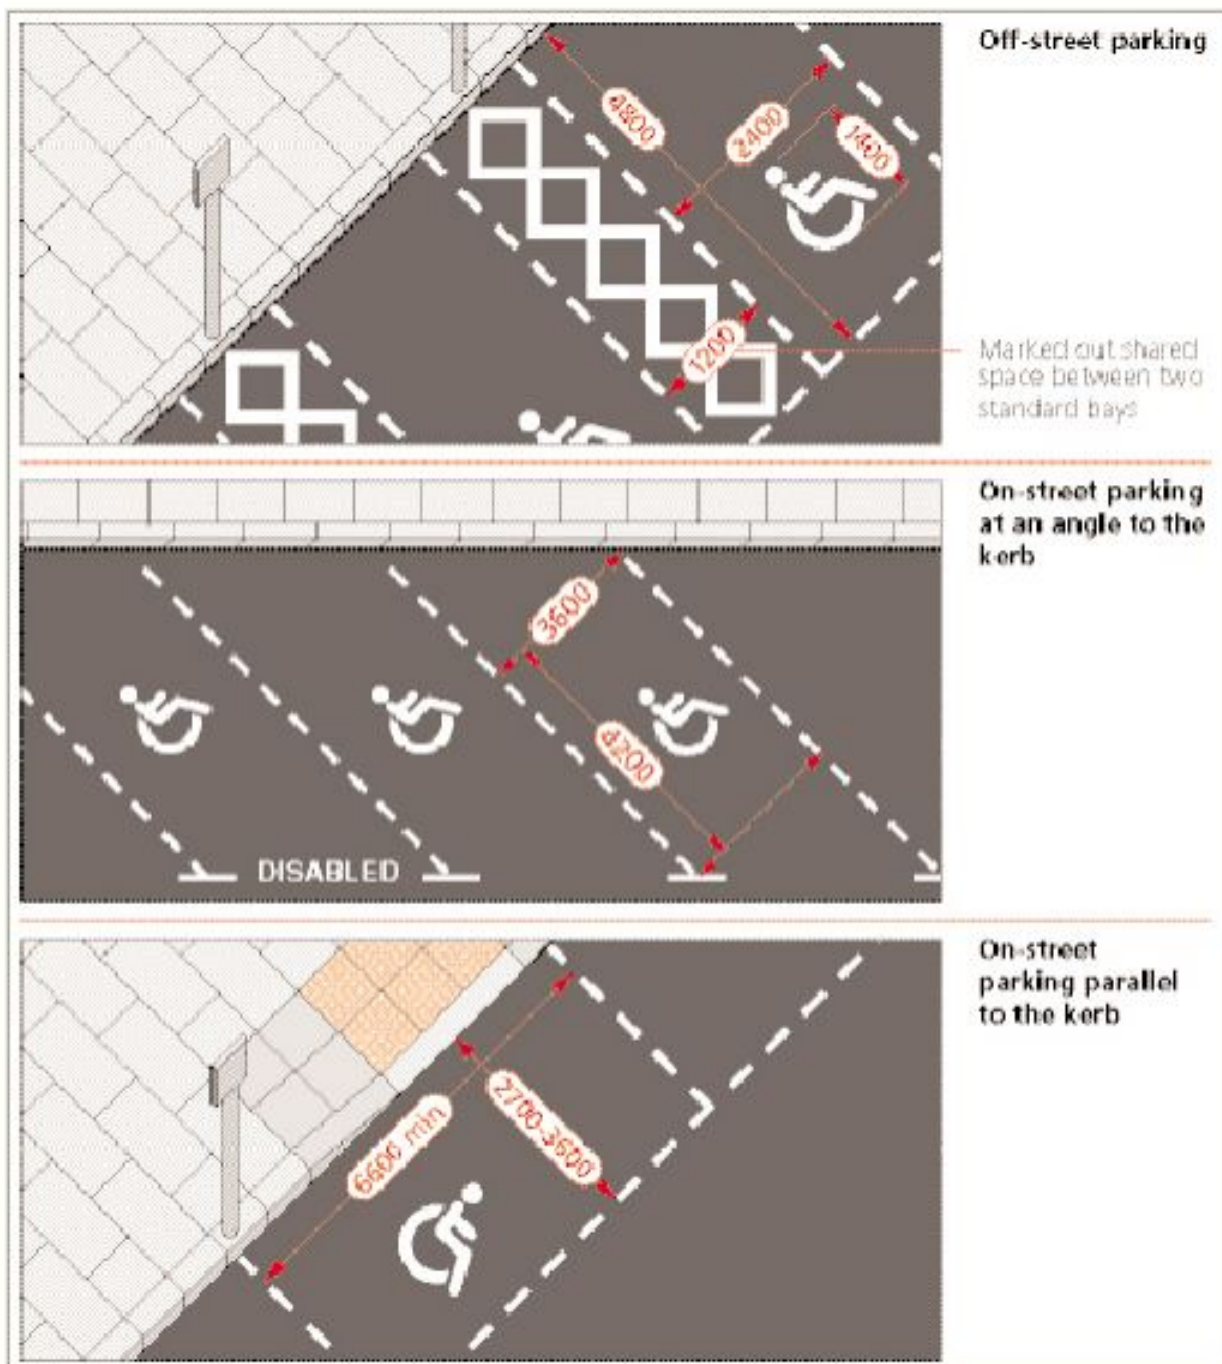 Off-street parking
4800
2400
1400
1200
Marked out shared
space between two
standard bays
On-street parking
at an angle to the
kerb
3600
4200
DISABLED
On-street
parking parallel
to the kerb
6600 min
2700-3600